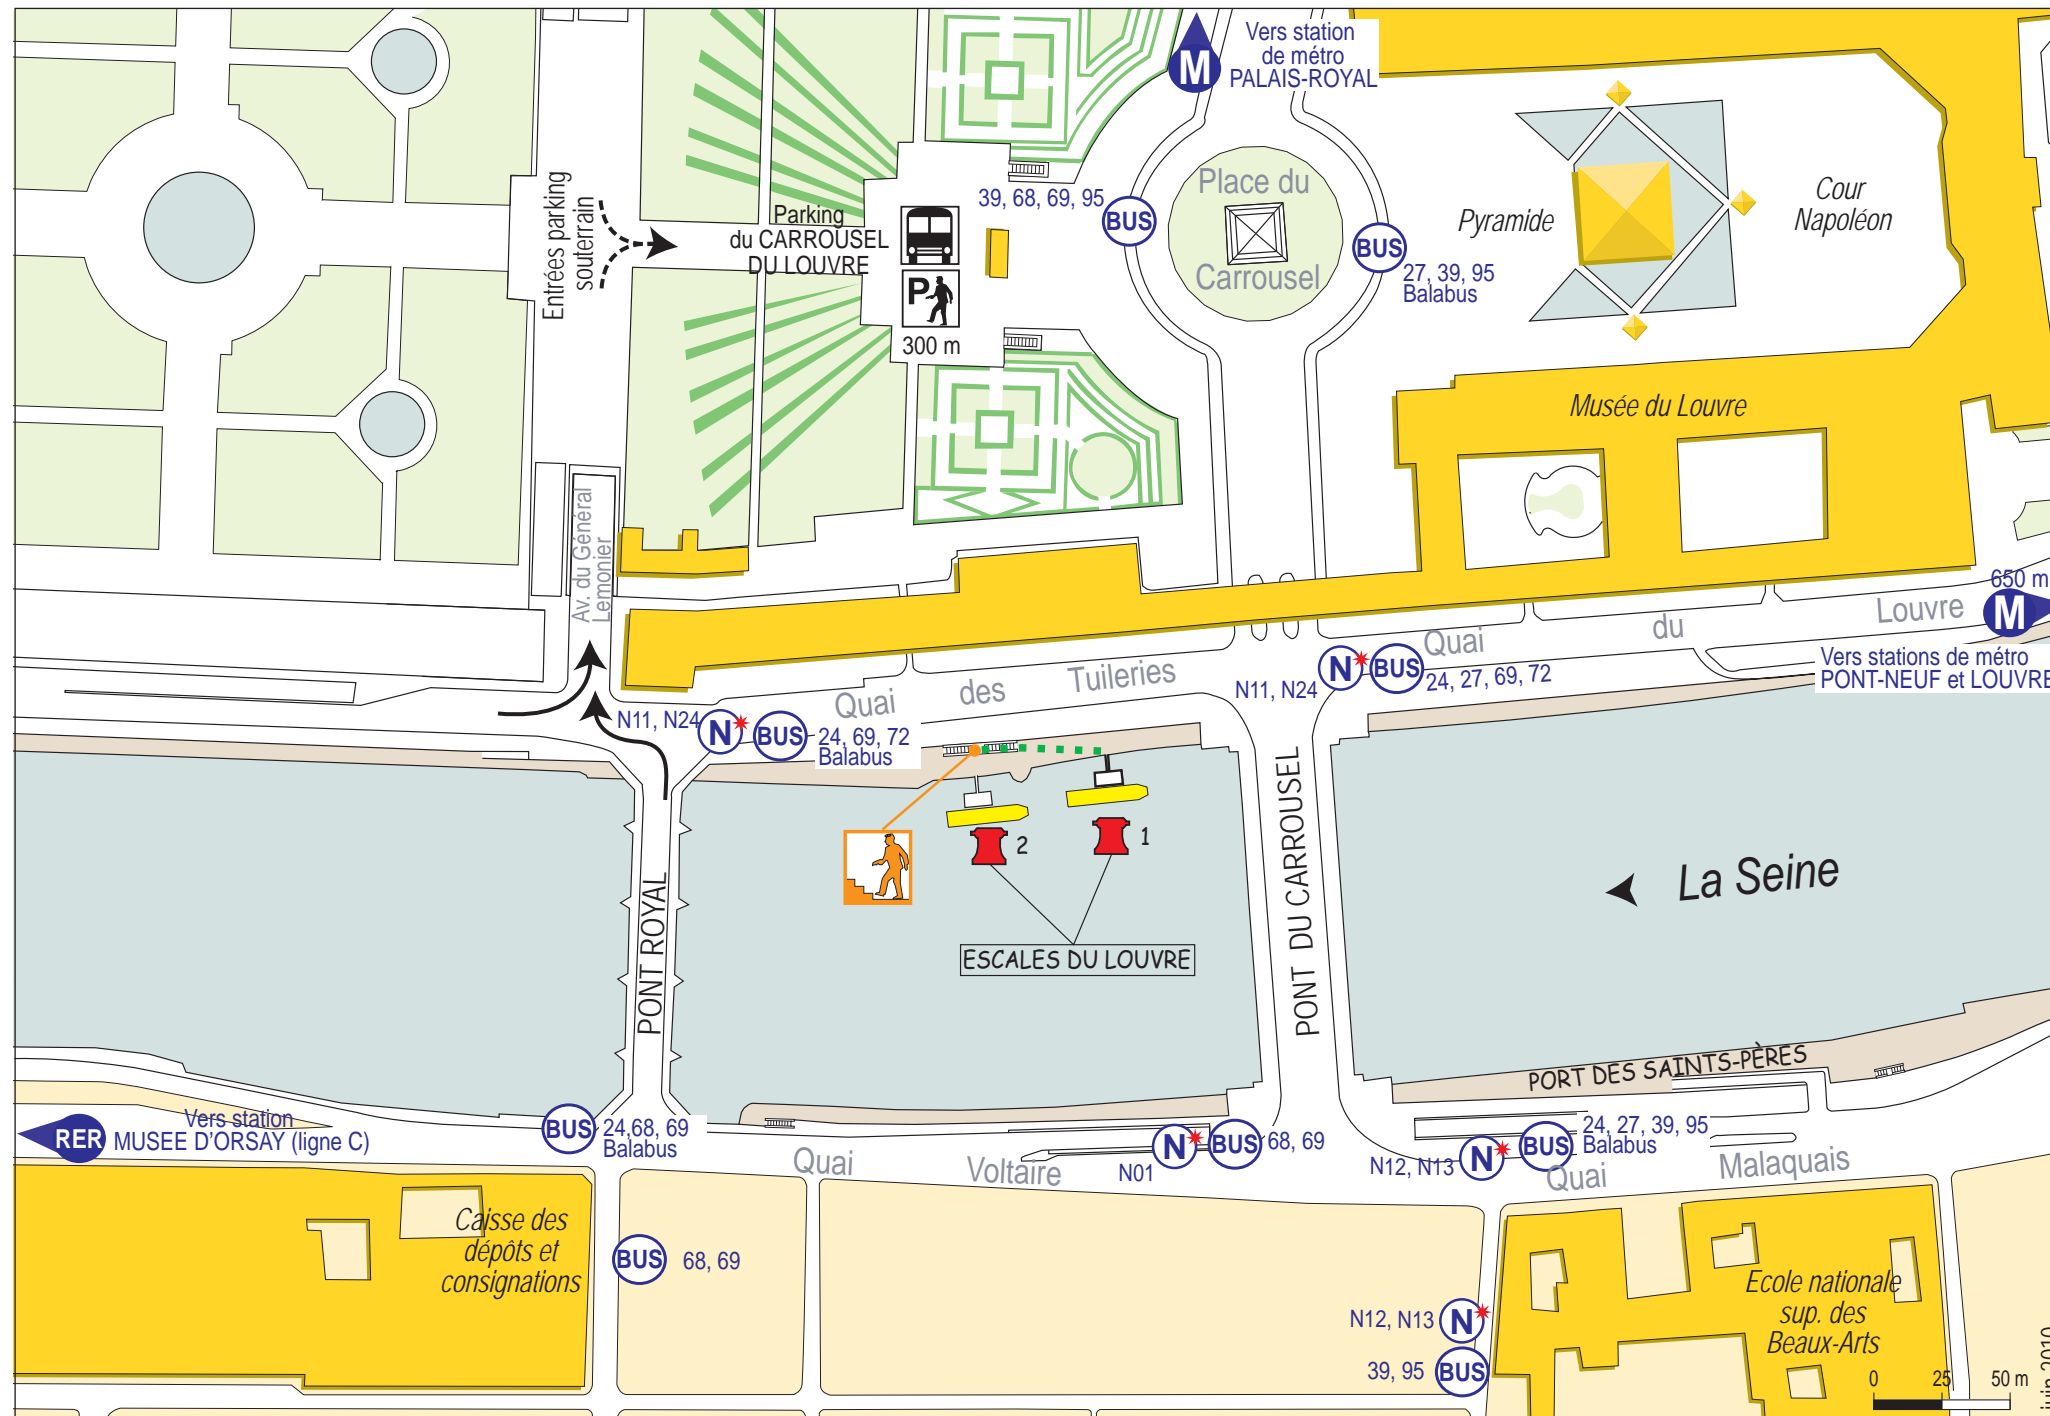 Vers station
de métro
PALAIS-ROYAL
M
Entrées parking
souterrain
Parking
du CARROUSEL
DU LOUVRE
P
300 m
39, 68, 69, 95
BUS
Place du
Carrousel
BUS
27, 39, 95
Balabus
Pyramide
Cour
Napoléon
Musée du Louvre
Av. du Général
Lemonier
650 m
M
Vers stations de métro
PONT-NEUF et LOUVRE
Quai du Louvre
N11, N24
N
BUS
24, 27, 69, 72
Quai des Tuileries
N11, N24
N
BUS
24, 69, 72
Balabus
2
1
ESCALES DU LOUVRE
PONT ROYAL
PONT DU CARROUSEL
La Seine
PORT DES SAINTS-PÈRES
RER
Vers station
MUSEE D'ORSAY (ligne C)
BUS
24,68, 69
Balabus
Quai Voltaire
N01
N
BUS
68, 69
N12, N13
N
BUS
24, 27, 39, 95
Balabus
Quai Malaquais
Caisse des
dépôts et
consignations
BUS
68, 69
N12, N13
N
39, 95
BUS
Ecole nationale
sup. des
Beaux-Arts
0 25 50 m
juin 2010